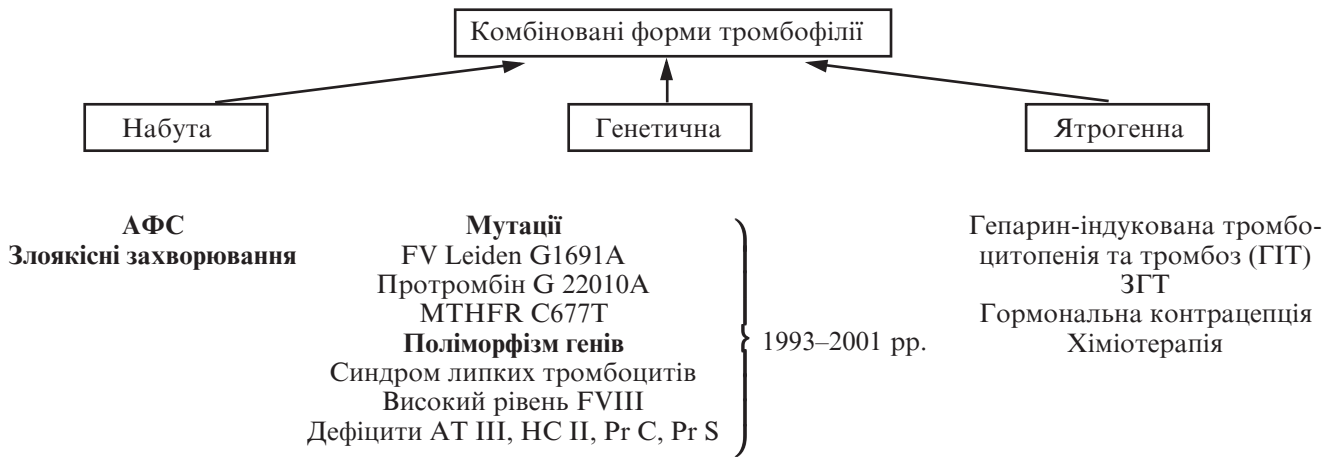 Комбіновані форми тромбофілії
Набута
Генетична
Ятрогенна
АФС
Злоякісні захворювання
Мутації
FV Leiden G1691A
Протромбін G 22010A
MTHFR C677T
Поліморфізм генів
Синдром липких тромбоцитів
Високий рівень FVIII
Дефіцити АТ III, НС II, Pr C, Pr S
1993–2001 рр.
Гепарин-індукована тромбо-
цитопенія та тромбоз (ГІТ)
ЗГТ
Гормональна контрацепція
Хіміотерапія